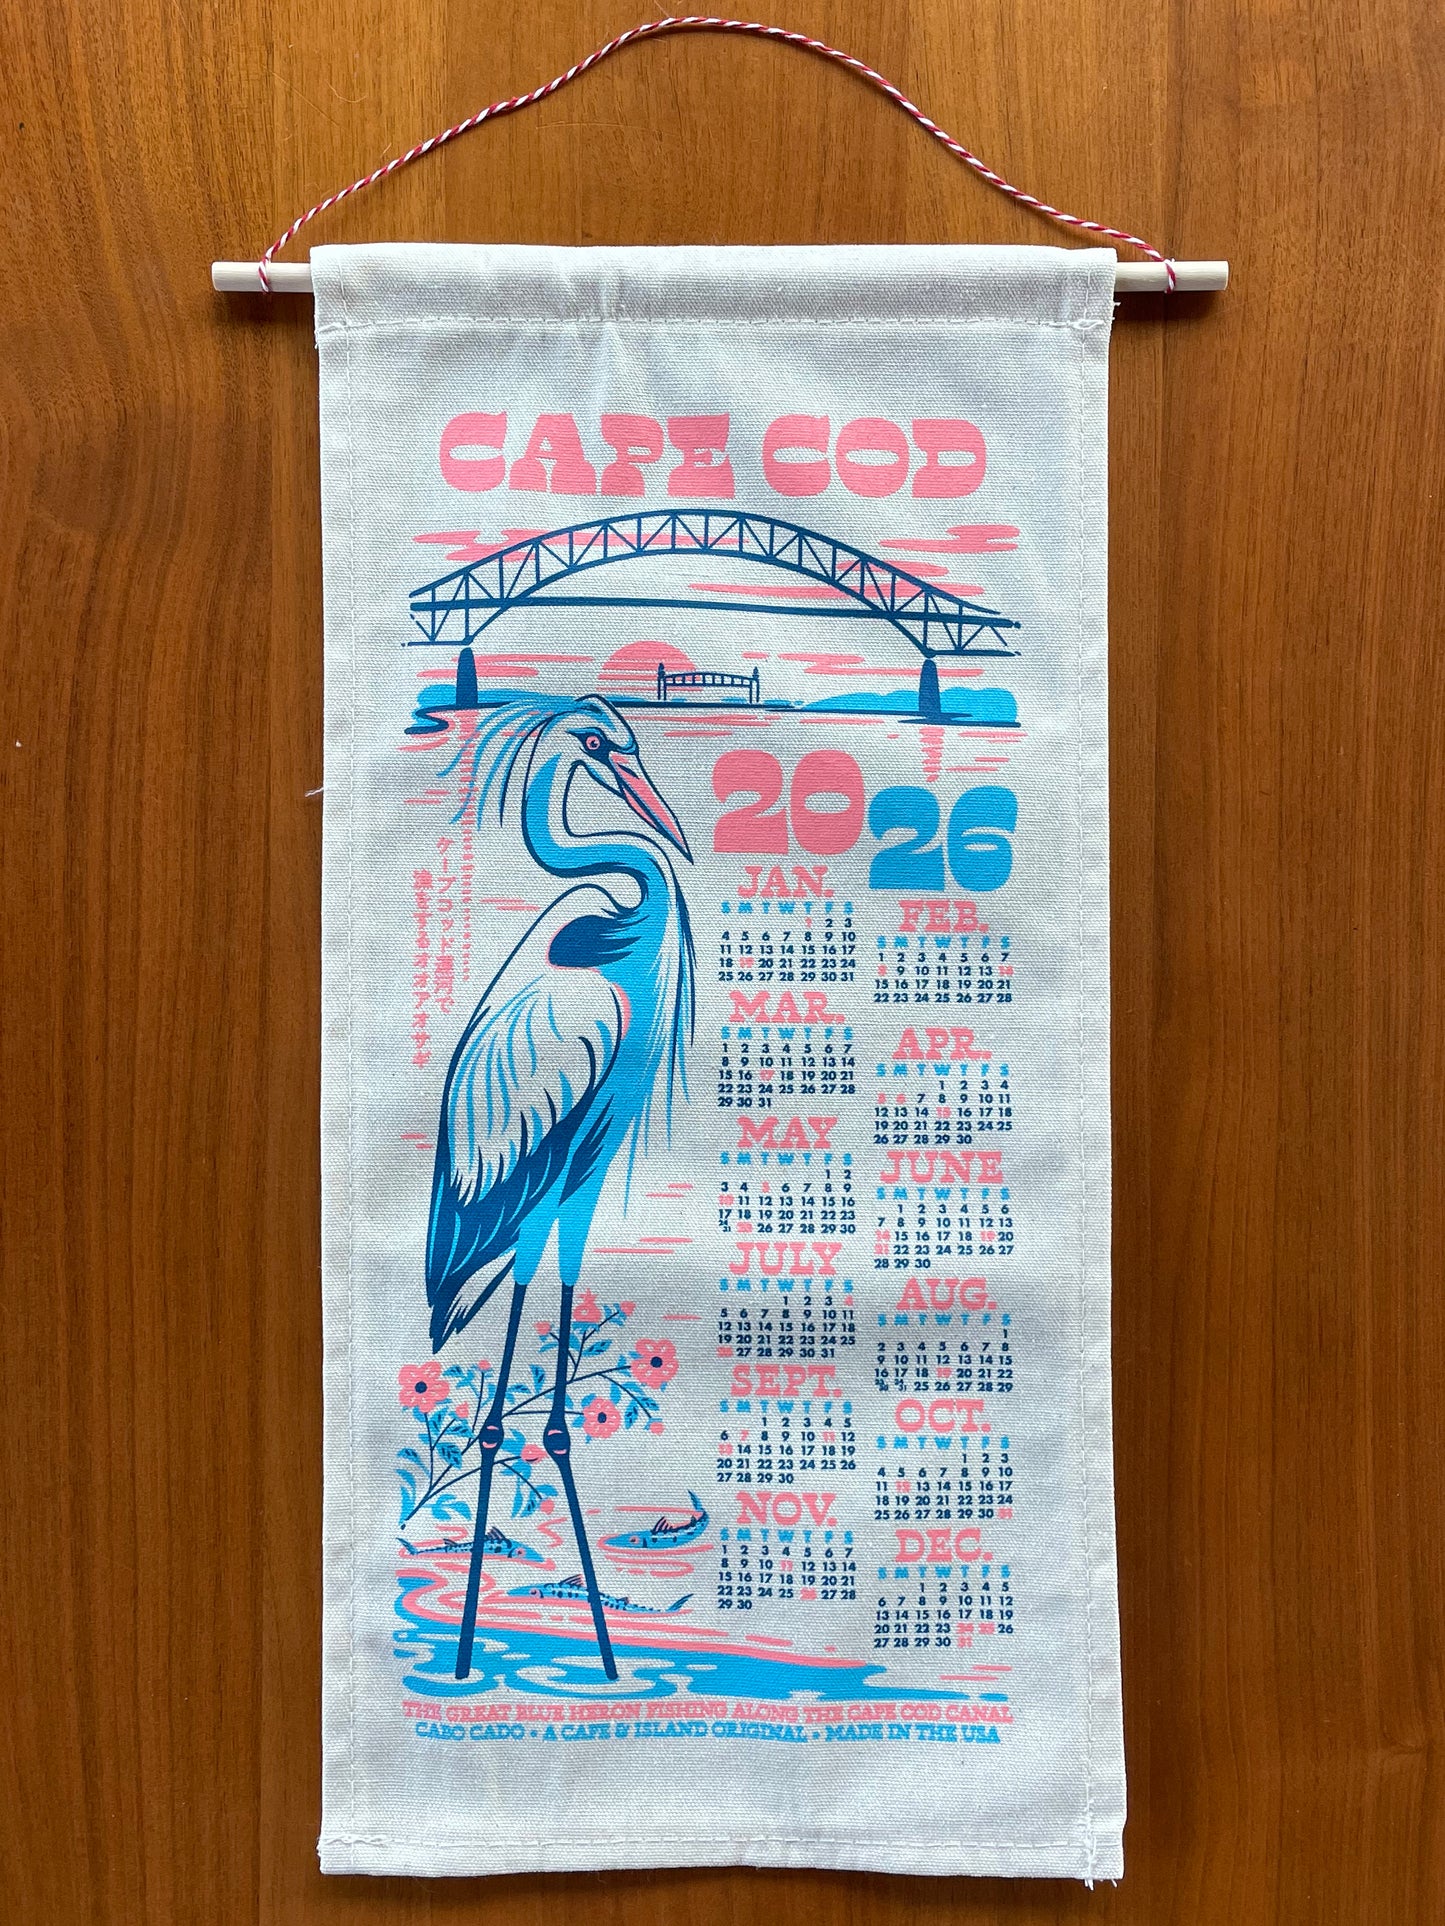 CAPE COD
2026
ケープコッド運河で
漁をするオオアオサギ
JAN.
S M T W T F S
1 2 3
4 5 6 7 8 9 10
11 12 13 14 15 16 17
18 19 20 21 22 23 24
25 26 27 28 29 30 31
FEB.
S M T W T F S
1 2 3 4 5 6 7
8 9 10 11 12 13 14
15 16 17 18 19 20 21
22 23 24 25 26 27 28
MAR.
S M T W T F S
1 2 3 4 5 6 7
8 9 10 11 12 13 14
15 16 17 18 19 20 21
22 23 24 25 26 27 28
29 30 31
APR.
S M T W T F S
1 2 3 4
5 6 7 8 9 10 11
12 13 14 15 16 17 18
19 20 21 22 23 24 25
26 27 28 29 30
MAY
S M T W T F S
1 2
3 4 5 6 7 8 9
10 11 12 13 14 15 16
17 18 19 20 21 22 23
24/31 25 26 27 28 29 30
JUNE
S M T W T F S
1 2 3 4 5 6
7 8 9 10 11 12 13
14 15 16 17 18 19 20
21 22 23 24 25 26 27
28 29 30
JULY
S M T W T F S
1 2 3 4
5 6 7 8 9 10 11
12 13 14 15 16 17 18
19 20 21 22 23 24 25
26 27 28 29 30 31
AUG.
S M T W T F S
1
2 3 4 5 6 7 8
9 10 11 12 13 14 15
16 17 18 19 20 21 22
23/30 24/31 25 26 27 28 29
SEPT.
S M T W T F S
1 2 3 4 5
6 7 8 9 10 11 12
13 14 15 16 17 18 19
20 21 22 23 24 25 26
27 28 29 30
OCT.
S M T W T F S
1 2 3
4 5 6 7 8 9 10
11 12 13 14 15 16 17
18 19 20 21 22 23 24
25 26 27 28 29 30 31
NOV.
S M T W T F S
1 2 3 4 5 6 7
8 9 10 11 12 13 14
15 16 17 18 19 20 21
22 23 24 25 26 27 28
29 30
DEC.
S M T W T F S
1 2 3 4 5
6 7 8 9 10 11 12
13 14 15 16 17 18 19
20 21 22 23 24 25 26
27 28 29 30 31
THE GREAT BLUE HERON FISHING ALONG THE CAPE COD CANAL
CABO CADO • A CAPE & ISLAND ORIGINAL • MADE IN THE USA